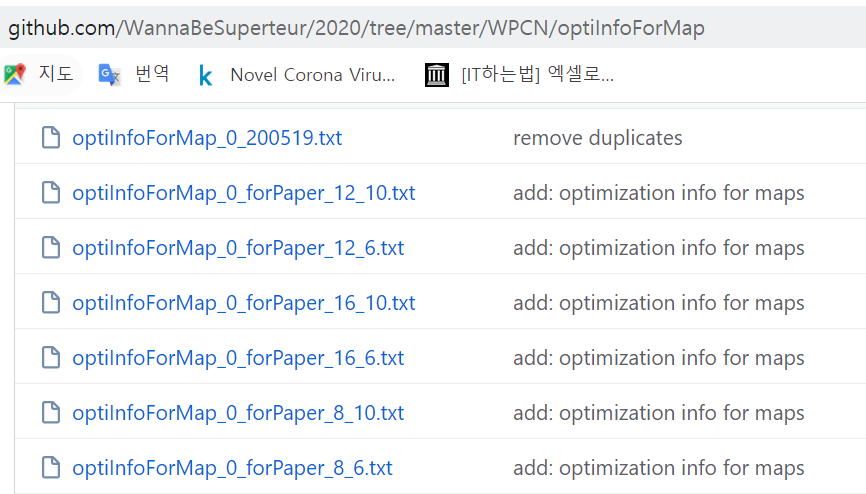 github.com/WannaBeSuperteur/2020/tree/master/WPCN/optiInfoForMap
지도 번역 k Novel Corona Viru... [IT하는법] 엑셀로...
optiInfoForMap_0_200519.txt remove duplicates
optiInfoForMap_0_forPaper_12_10.txt add: optimization info for maps
optiInfoForMap_0_forPaper_12_6.txt add: optimization info for maps
optiInfoForMap_0_forPaper_16_10.txt add: optimization info for maps
optiInfoForMap_0_forPaper_16_6.txt add: optimization info for maps
optiInfoForMap_0_forPaper_8_10.txt add: optimization info for maps
optiInfoForMap_0_forPaper_8_6.txt add: optimization info for maps